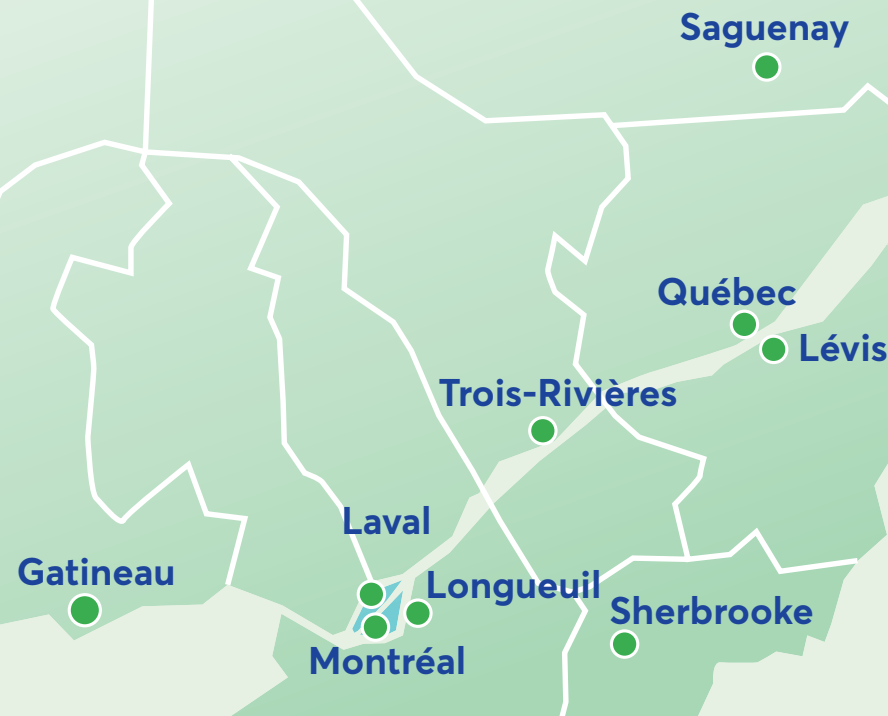 Saguenay
Québec
Lévis
Trois-Rivières
Laval
Gatineau
Longueuil
Sherbrooke
Montréal